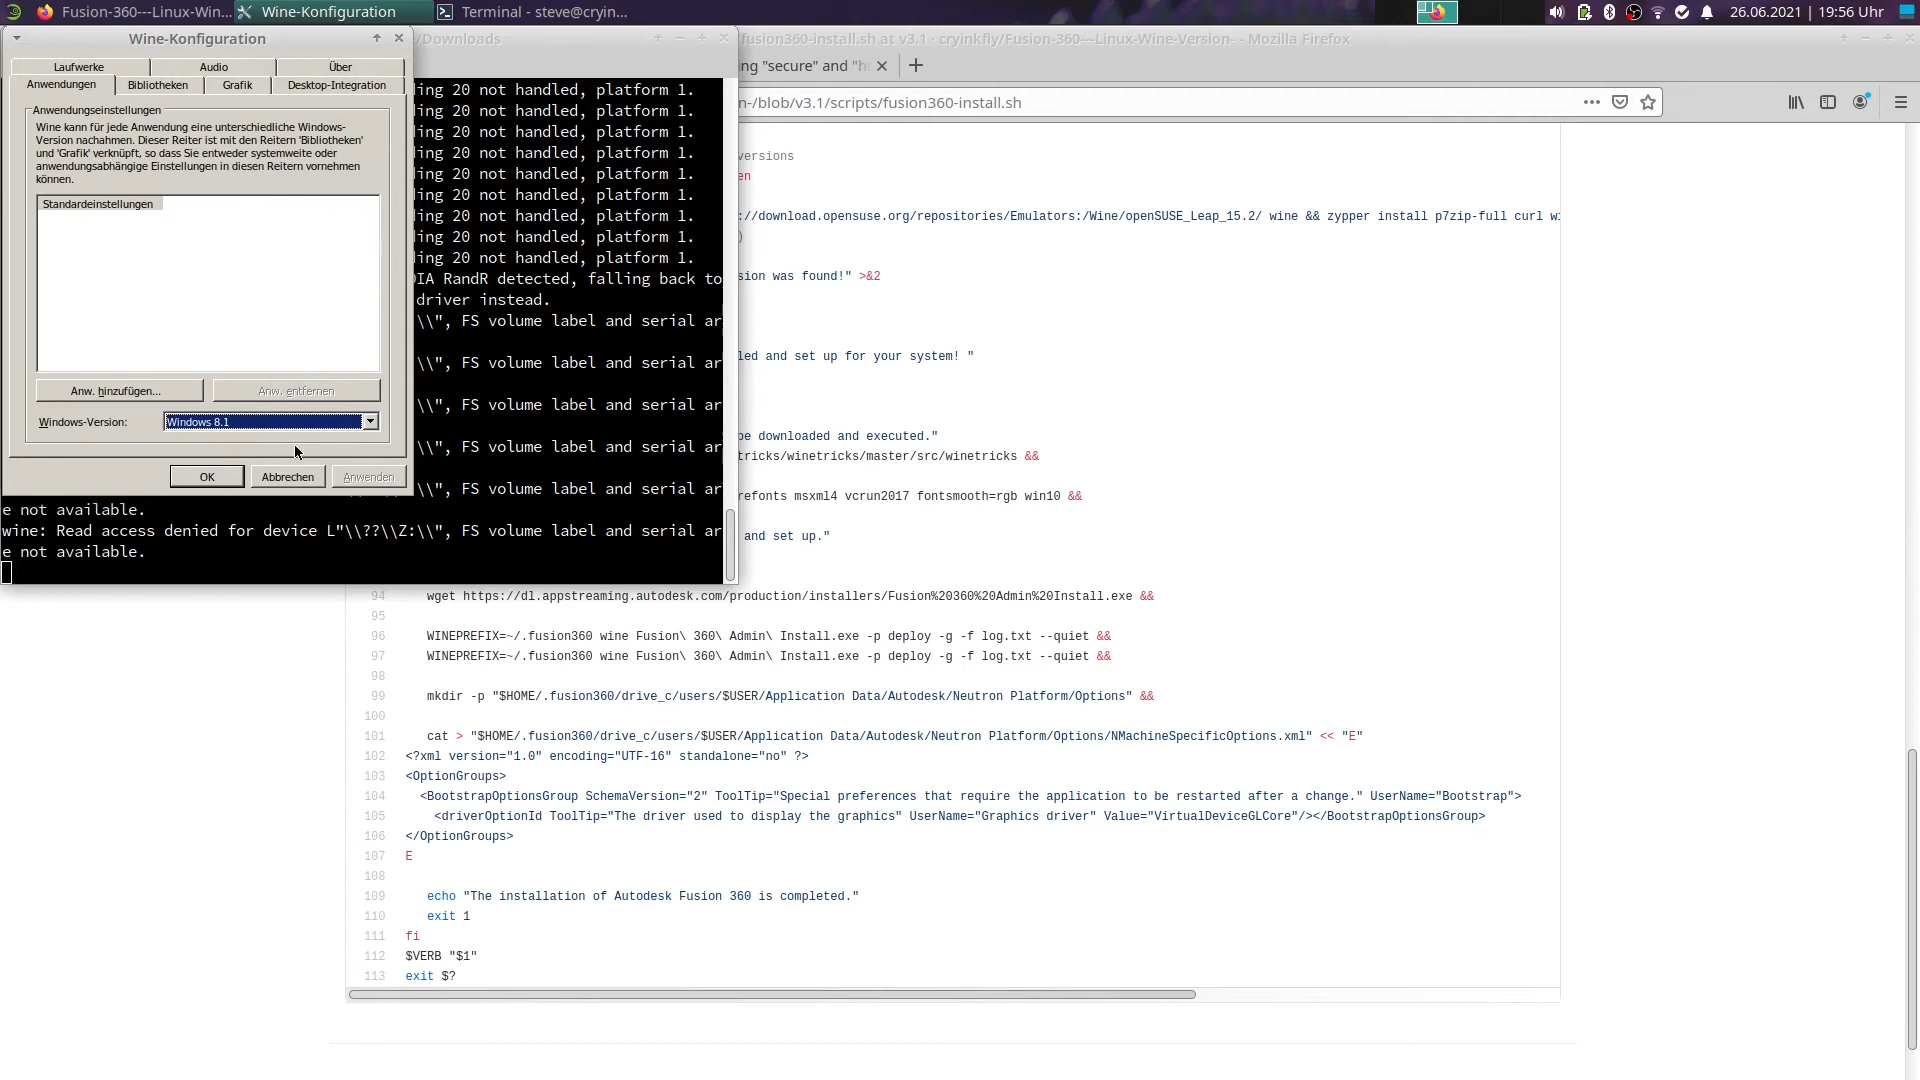 Fusion-360---Linux-Win...
Wine-Konfiguration
Terminal - steve@cryin...
26.06.2021 | 19:56 Uhr
Wine-Konfiguration
Laufwerke
Audio
Über
Anwendungen
Bibliotheken
Grafik
Desktop-Integration
Anwendungseinstellungen
Wine kann für jede Anwendung eine unterschiedliche Windows-
Version nachahmen. Dieser Reiter ist mit den Reitern 'Bibliotheken'
und 'Grafik' verknüpft, so dass Sie entweder systemweite oder
anwendungsabhängige Einstellungen in diesen Reitern vornehmen
können.
Standardeinstellungen
Anw. hinzufügen...
Anw. entfernen
Windows-Version:
Windows 8.1
OK
Abbrechen
Anwenden
/Downloads
ing 20 not handled, platform 1.
ing 20 not handled, platform 1.
ing 20 not handled, platform 1.
ing 20 not handled, platform 1.
ing 20 not handled, platform 1.
ing 20 not handled, platform 1.
ing 20 not handled, platform 1.
ing 20 not handled, platform 1.
ing 20 not handled, platform 1.
DIA RandR detected, falling back to
driver instead.
\\", FS volume label and serial ar
\\", FS volume label and serial ar
\\", FS volume label and serial ar
\\", FS volume label and serial ar
\\", FS volume label and serial ar
e not available.
wine: Read access denied for device L"\\??\\Z:\\", FS volume label and serial ar
e not available.
fusion360-install.sh at v3.1 · cryinkfly/Fusion-360---Linux-Wine-Version- - Mozilla Firefox
ng "secure" and "h
n-/blob/v3.1/scripts/fusion360-install.sh
versions
en
://download.opensuse.org/repositories/Emulators:/Wine/openSUSE_Leap_15.2/ wine && zypper install p7zip-full curl wi
)
sion was found!" >&2
led and set up for your system! "
be downloaded and executed."
tricks/winetricks/master/src/winetricks &&
refonts msxml4 vcrun2017 fontsmooth=rgb win10 &&
and set up."
94 wget https://dl.appstreaming.autodesk.com/production/installers/Fusion%20360%20Admin%20Install.exe &&
95
96 WINEPREFIX=~/.fusion360 wine Fusion\ 360\ Admin\ Install.exe -p deploy -g -f log.txt --quiet &&
97 WINEPREFIX=~/.fusion360 wine Fusion\ 360\ Admin\ Install.exe -p deploy -g -f log.txt --quiet &&
98
99 mkdir -p "$HOME/.fusion360/drive_c/users/$USER/Application Data/Autodesk/Neutron Platform/Options" &&
100
101 cat > "$HOME/.fusion360/drive_c/users/$USER/Application Data/Autodesk/Neutron Platform/Options/NMachineSpecificOptions.xml" << "E"
102 <?xml version="1.0" encoding="UTF-16" standalone="no" ?>
103 <OptionGroups>
104 <BootstrapOptionsGroup SchemaVersion="2" ToolTip="Special preferences that require the application to be restarted after a change." UserName="Bootstrap">
105 <driverOptionId ToolTip="The driver used to display the graphics" UserName="Graphics driver" Value="VirtualDeviceGLCore"/></BootstrapOptionsGroup>
106 </OptionGroups>
107 E
108
109 echo "The installation of Autodesk Fusion 360 is completed."
110 exit 1
111 fi
112 $VERB "$1"
113 exit $?